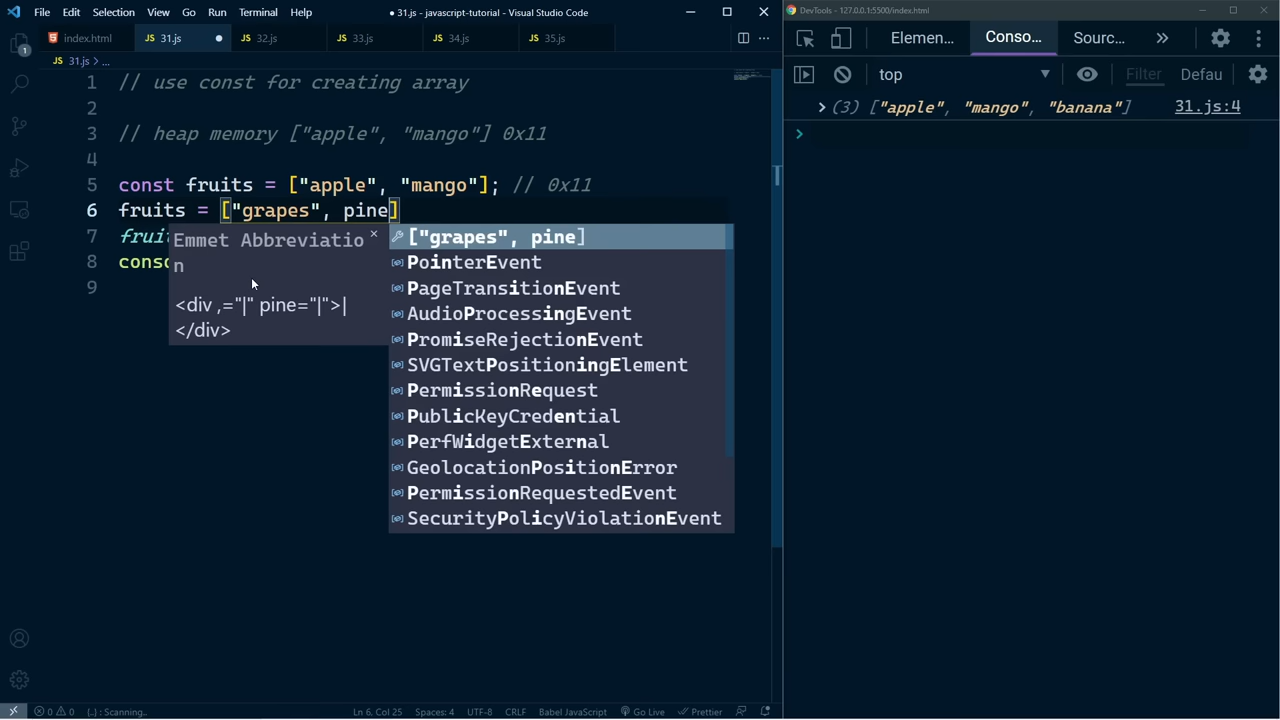 File Edit Selection View Go Run Terminal Help
31.js - javascript-tutorial - Visual Studio Code
DevTools - 127.0.0.1:5500/index.html
index.html
JS 31.js
JS 32.js
JS 33.js
JS 34.js
JS 35.js
Elemen... Conso... Sourc...
JS 31.js > ...
top
Filter
Defau
1 // use const for creating array
2
3 // heap memory ["apple", "mango"] 0x11
4
5 const fruits = ["apple", "mango"]; // 0x11
6 fruits = ["grapes", pine]
7 frui
8 conso
9
Emmet Abbreviatio
n
<div ,="|" pine="|">|
</div>
["grapes", pine]
PointerEvent
PageTransitionEvent
AudioProcessingEvent
PromiseRejectionEvent
SVGTextPositioningElement
PermissionRequest
PublicKeyCredential
PerfWidgetExternal
GeolocationPositionError
PermissionRequestedEvent
SecurityPolicyViolationEvent
(3) ["apple", "mango", "banana"]
31.js:4
1
0 0 {..} : Scanning.. Ln 6, Col 25 Spaces: 4 UTF-8 CRLF Babel JavaScript Go Live Prettier